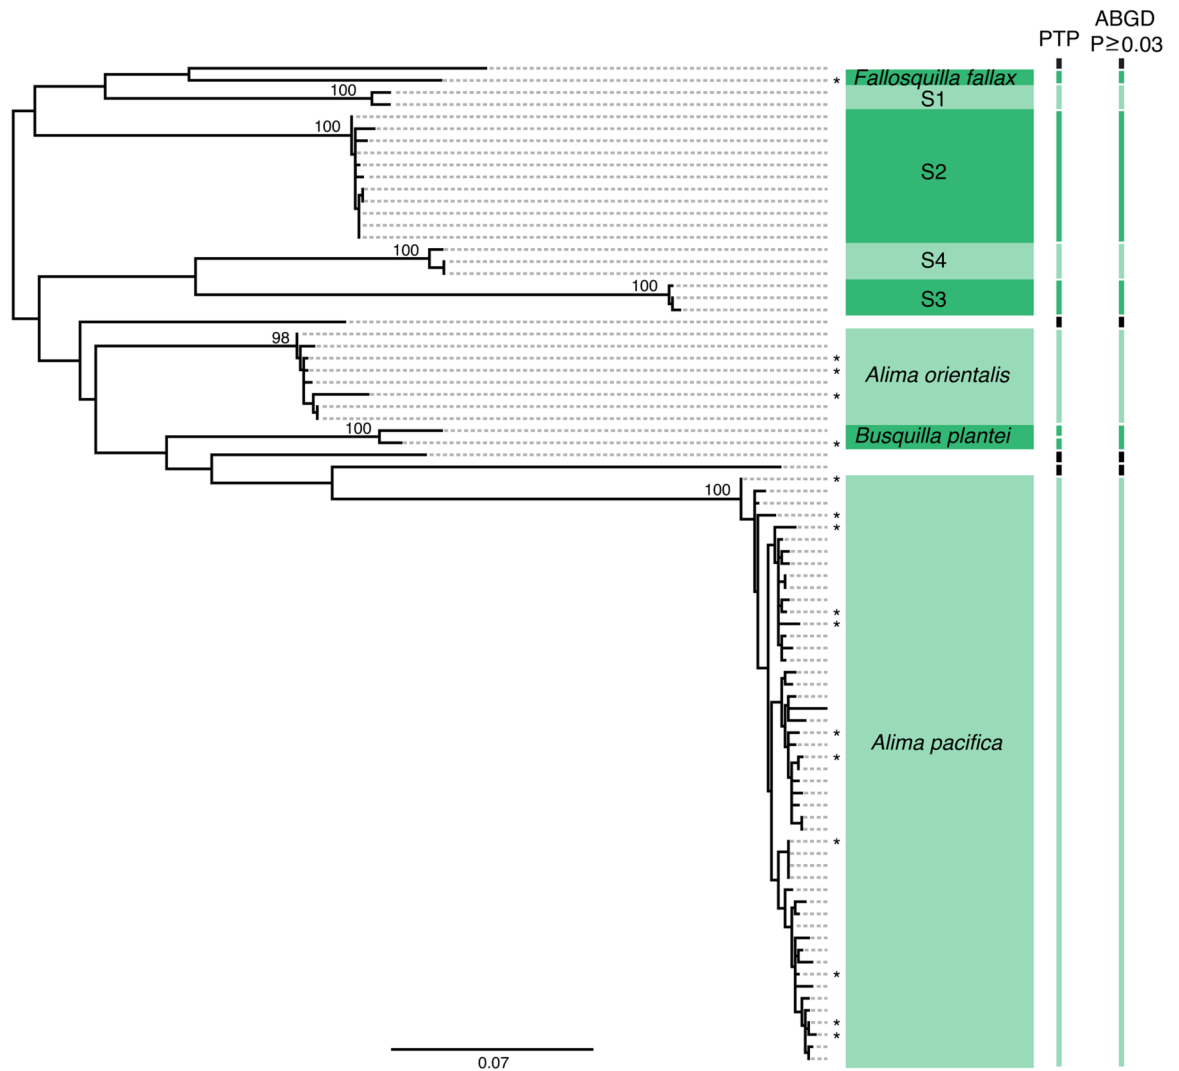 ABGD
PTP P≥0.03
* Fallosquilla fallax
100 S1
100
S2
100 S4
100 S3
98
*
* Alima orientalis
*
100 Busquilla plantei
*
*
100
*
*
*
*
*
Alima pacifica
*
*
*
*
*
0.07